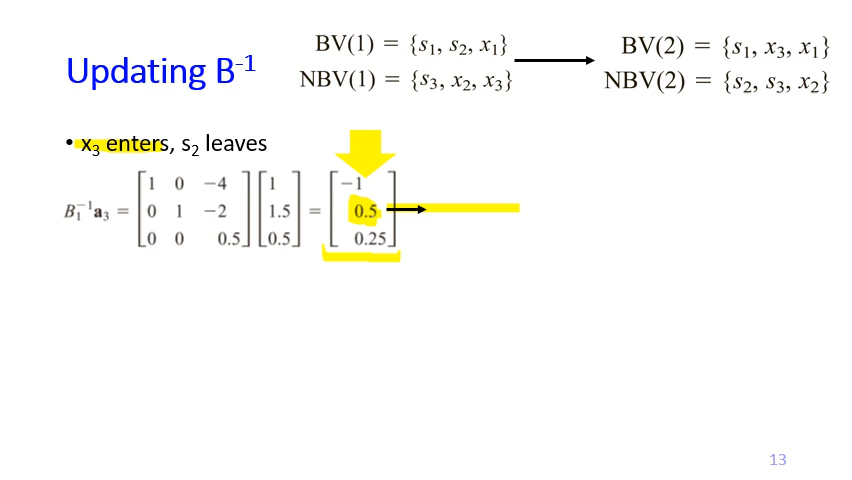 Updating B⁻¹
BV(1) = {s₁, s₂, x₁}
NBV(1) = {s₃, x₂, x₃}
BV(2) = {s₁, x₃, x₁}
NBV(2) = {s₂, s₃, x₂}
• x₃ enters, s₂ leaves
B₁⁻¹a₃ = [1 0 −4; 0 1 −2; 0 0 0.5] [1; 1.5; 0.5] = [−1; 0.5; 0.25]
13